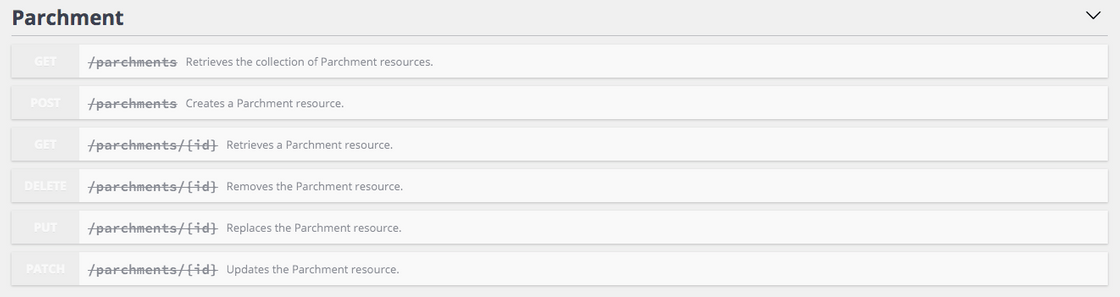 Parchment
GET /parchments Retrieves the collection of Parchment resources.
POST /parchments Creates a Parchment resource.
GET /parchments/{id} Retrieves a Parchment resource.
DELETE /parchments/{id} Removes the Parchment resource.
PUT /parchments/{id} Replaces the Parchment resource.
PATCH /parchments/{id} Updates the Parchment resource.